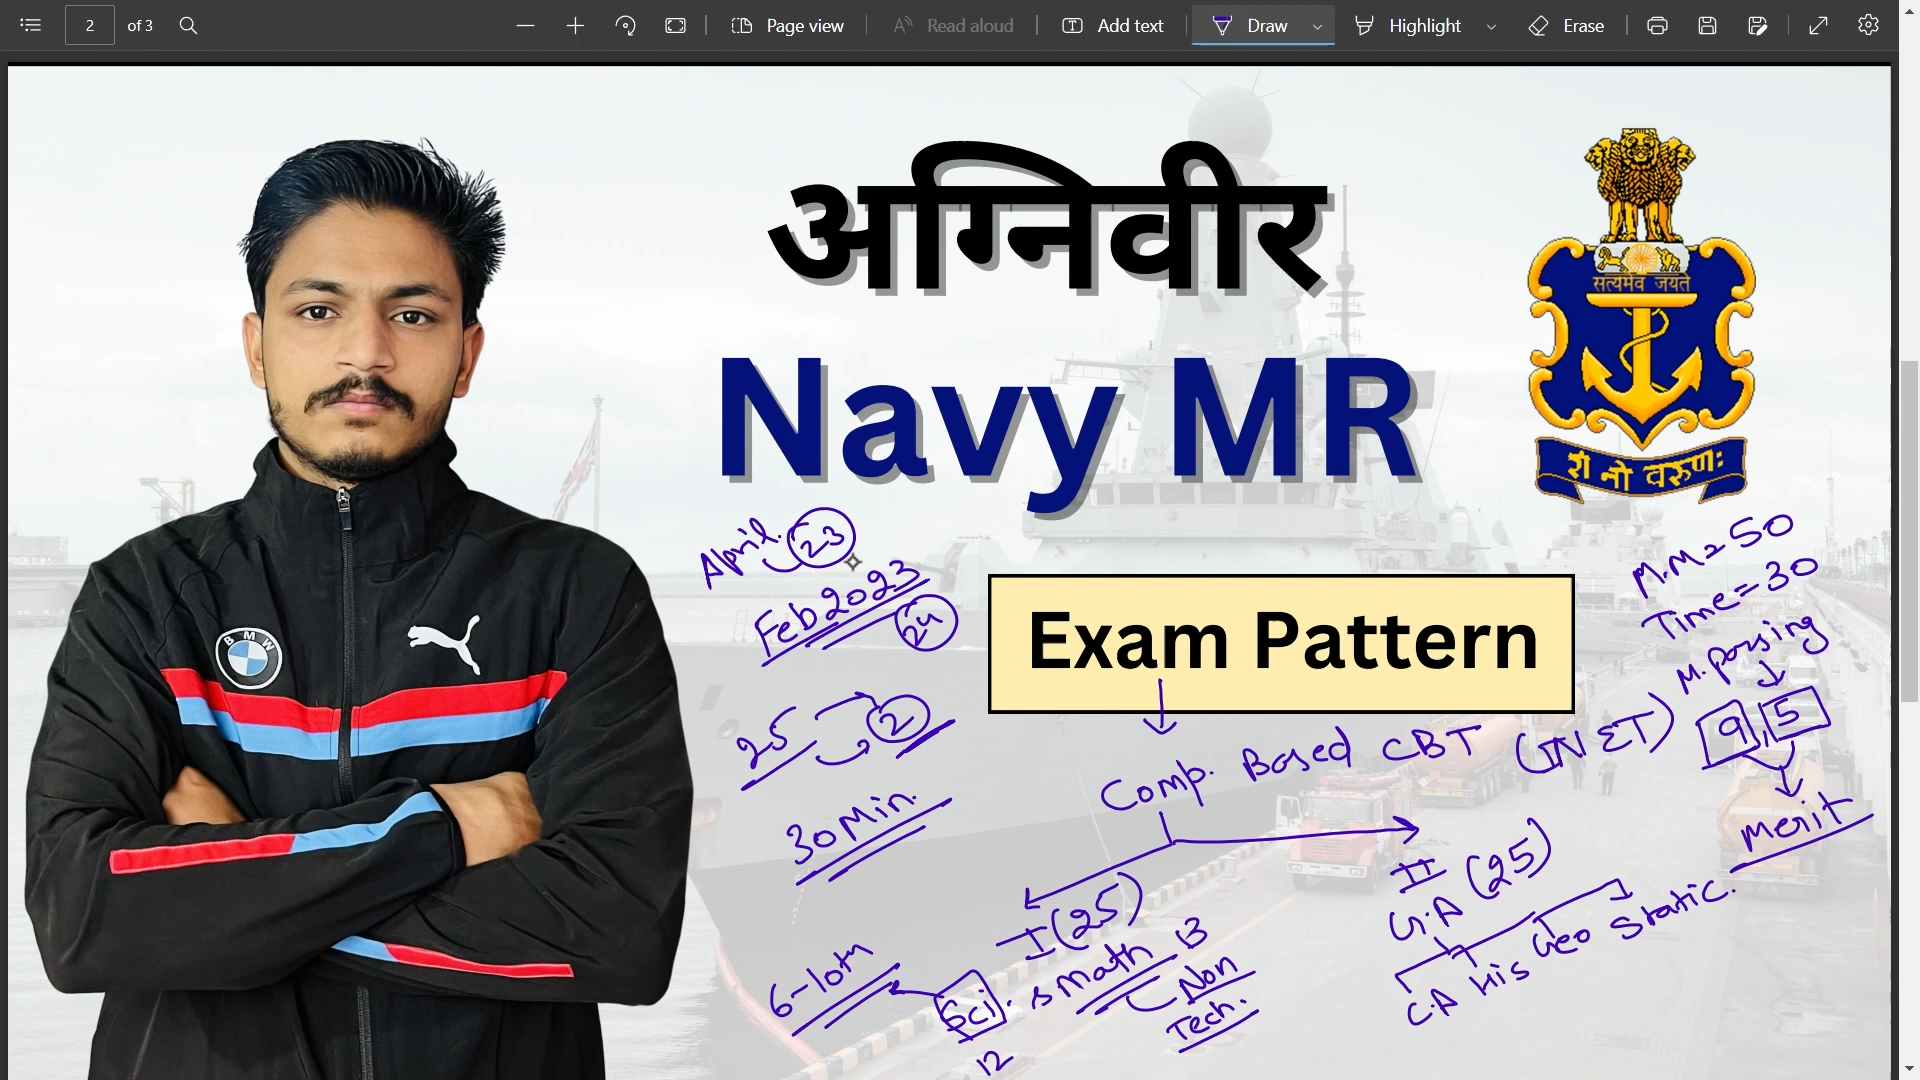 2 of 3 Page view Read aloud Add text Draw Highlight Erase
अग्निवीर
सत्यमेव जयते
Navy MR
शं नो वरुणः
April. 23
Feb 2023
24
M.M = 50
Time = 30
M. passing
9, 5
Merit
BMW
Exam Pattern
25 2
Comp. Based CBT (INET)
30 Min.
I (25)
II
G.A (25)
6-10th
Sci. & Math 13
12
Non
Tech.
C.A His Geo Static.